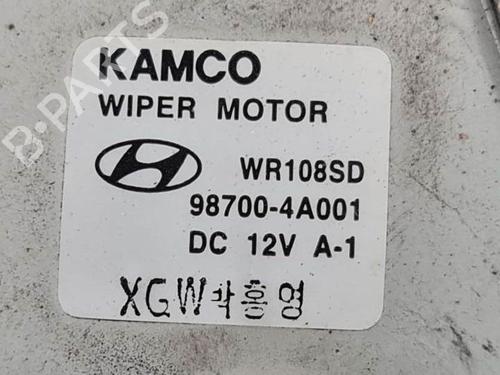 KAMCO
WIPER MOTOR
WR108SD
98700-4A001
DC 12V A-1
XGW박홍영
B-PARTS